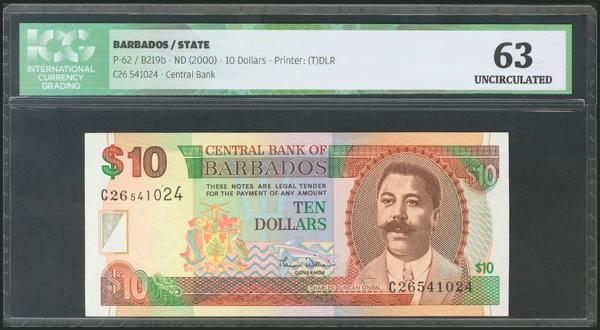 ICG
INTERNATIONAL
CURRENCY
GRADING
BARBADOS / STATE
P-62 / B219b · ND (2000) · 10 Dollars · Printer: (T)DLR
C26 541024 · Central Bank
63
UNCIRCULATED
$10
CENTRAL BANK OF
BARBADOS
C26541024
THESE NOTES ARE LEGAL TENDER
FOR THE PAYMENT OF ANY AMOUNT
$10
TEN
DOLLARS
GOVERNOR
$10
$10
CHARLES DUNCAN O'NEAL
C26541024